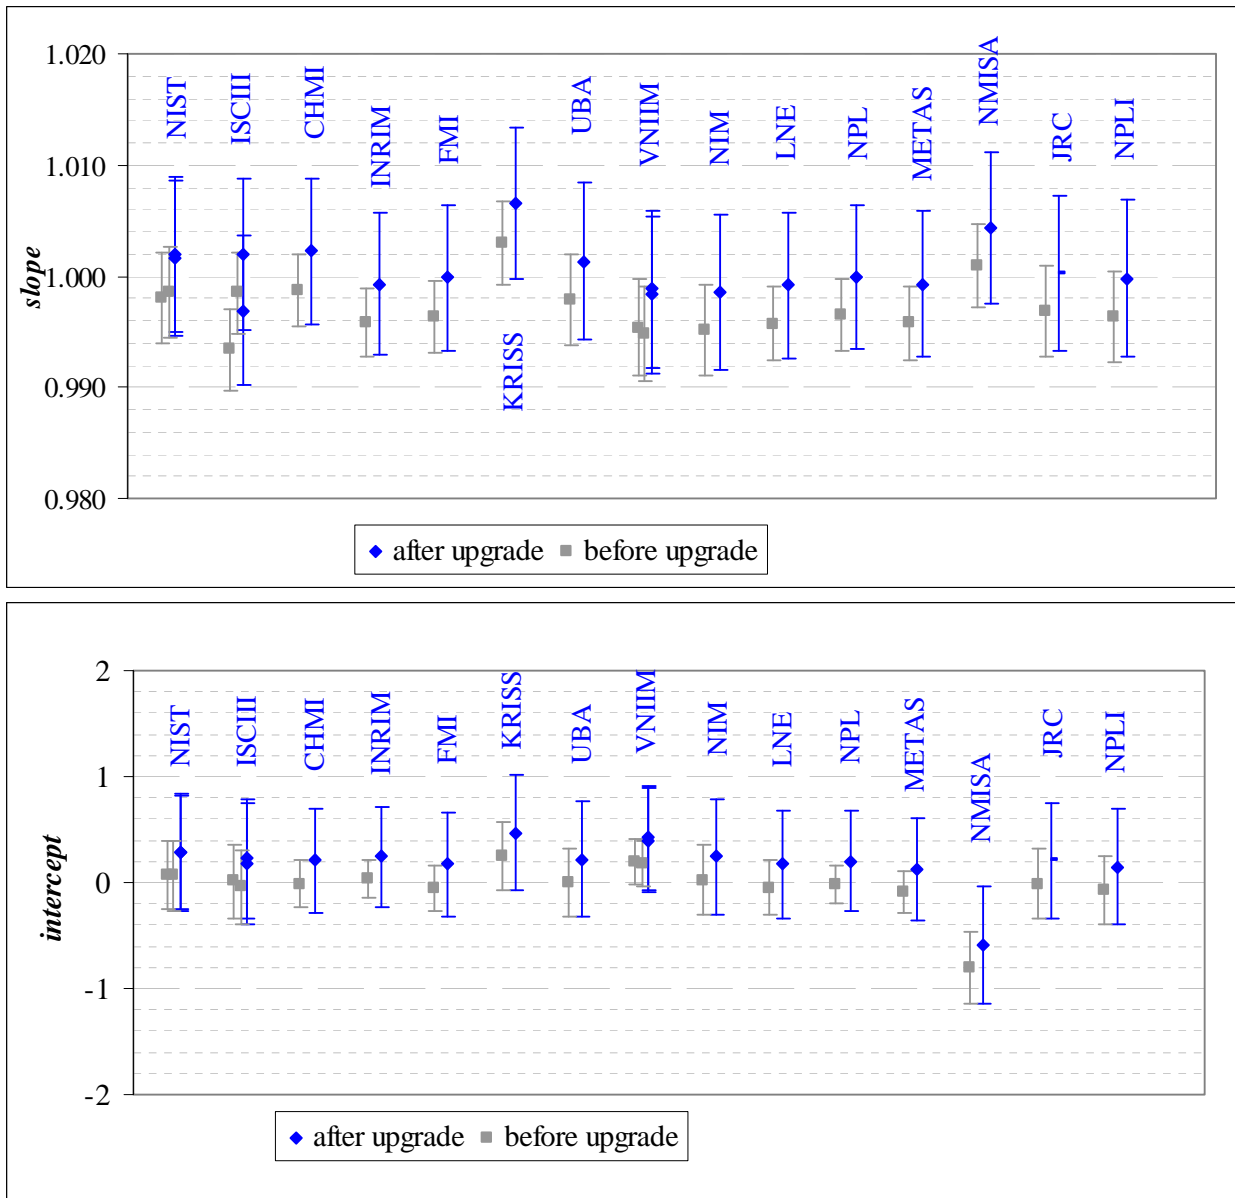 1.020
1.010
1.000
0.990
0.980
slope
NIST
ISCIII
CHMI
INRIM
FMI
KRISS
UBA
VNIIM
NIM
LNE
NPL
METAS
NMISA
JRC
NPLI
after upgrade before upgrade
2
1
0
-1
-2
intercept
NIST
ISCIII
CHMI
INRIM
FMI
KRISS
UBA
VNIIM
NIM
LNE
NPL
METAS
NMISA
JRC
NPLI
after upgrade before upgrade